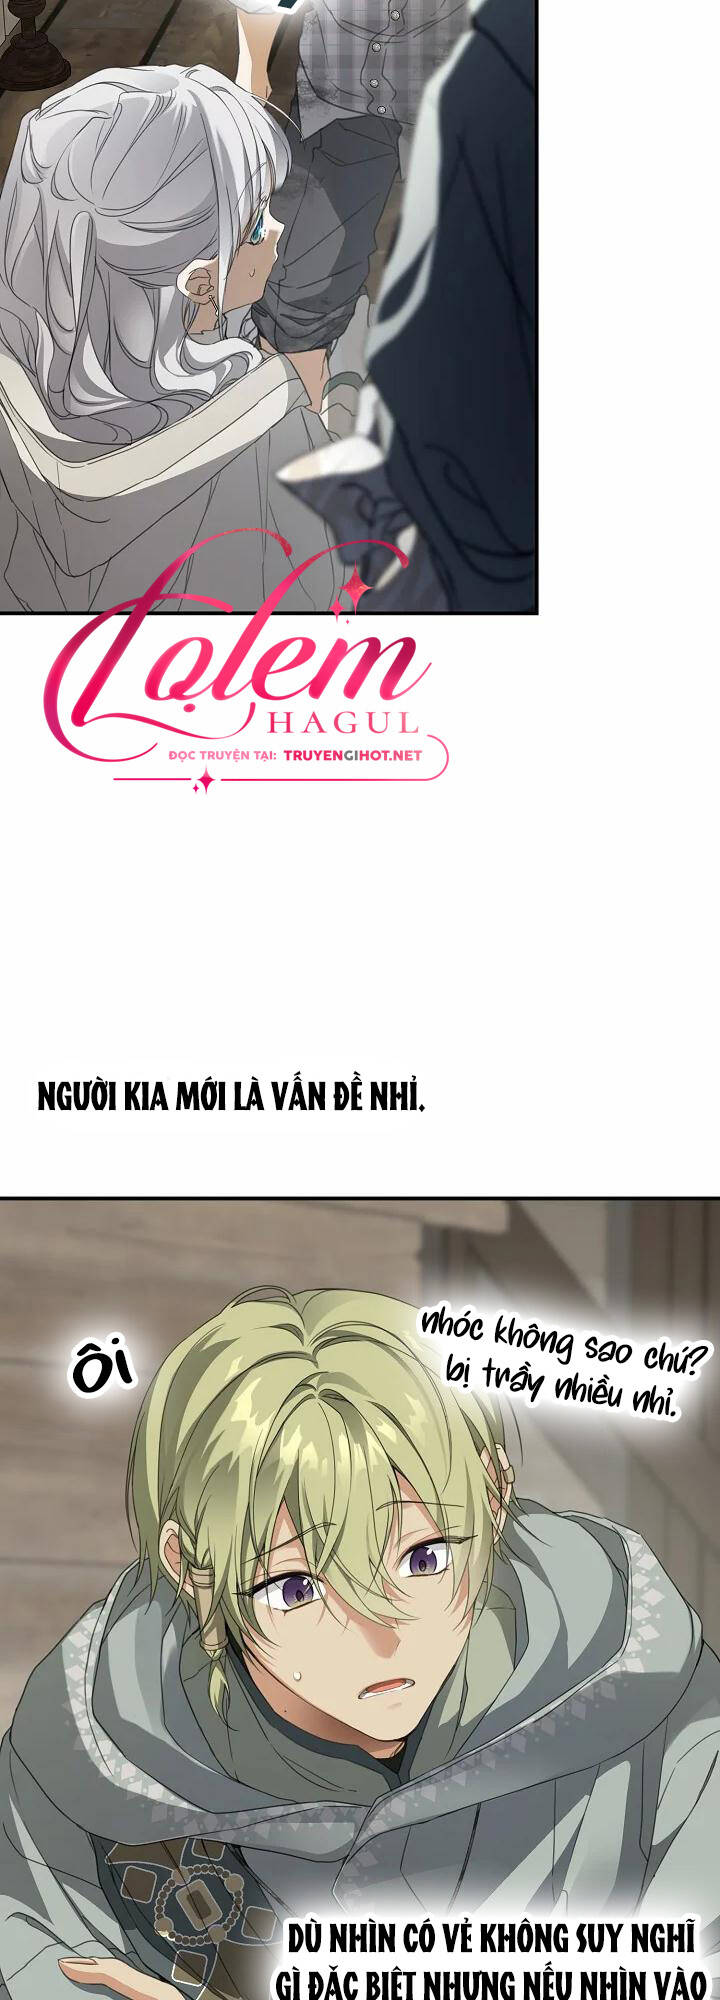 Lọlem
HAGUL
ĐỌC TRUYỆN TẠI: TRUYENGIHOT.NET
NGƯỜI KIA MỚI LÀ VẤN ĐỀ NHỈ.
nhóc không sao chứ?
Ôi
bị trầy nhiều nhỉ.
DÙ NHÌN CÓ VẺ KHÔNG SUY NGHĨ
GÌ ĐẶC BIỆT NHƯNG NẾU NHÌN VÀO